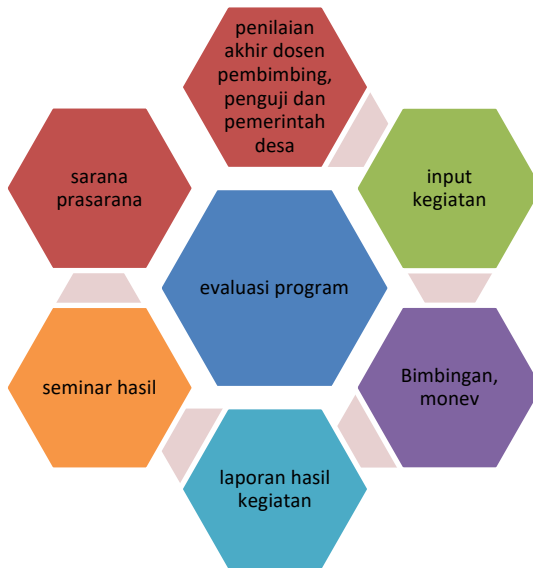 penilaian
akhir dosen
pembimbing,
penguji dan
pemerintah
desa
input
kegiatan
Bimbingan,
monev
laporan hasil
kegiatan
seminar hasil
sarana
prasarana
evaluasi program